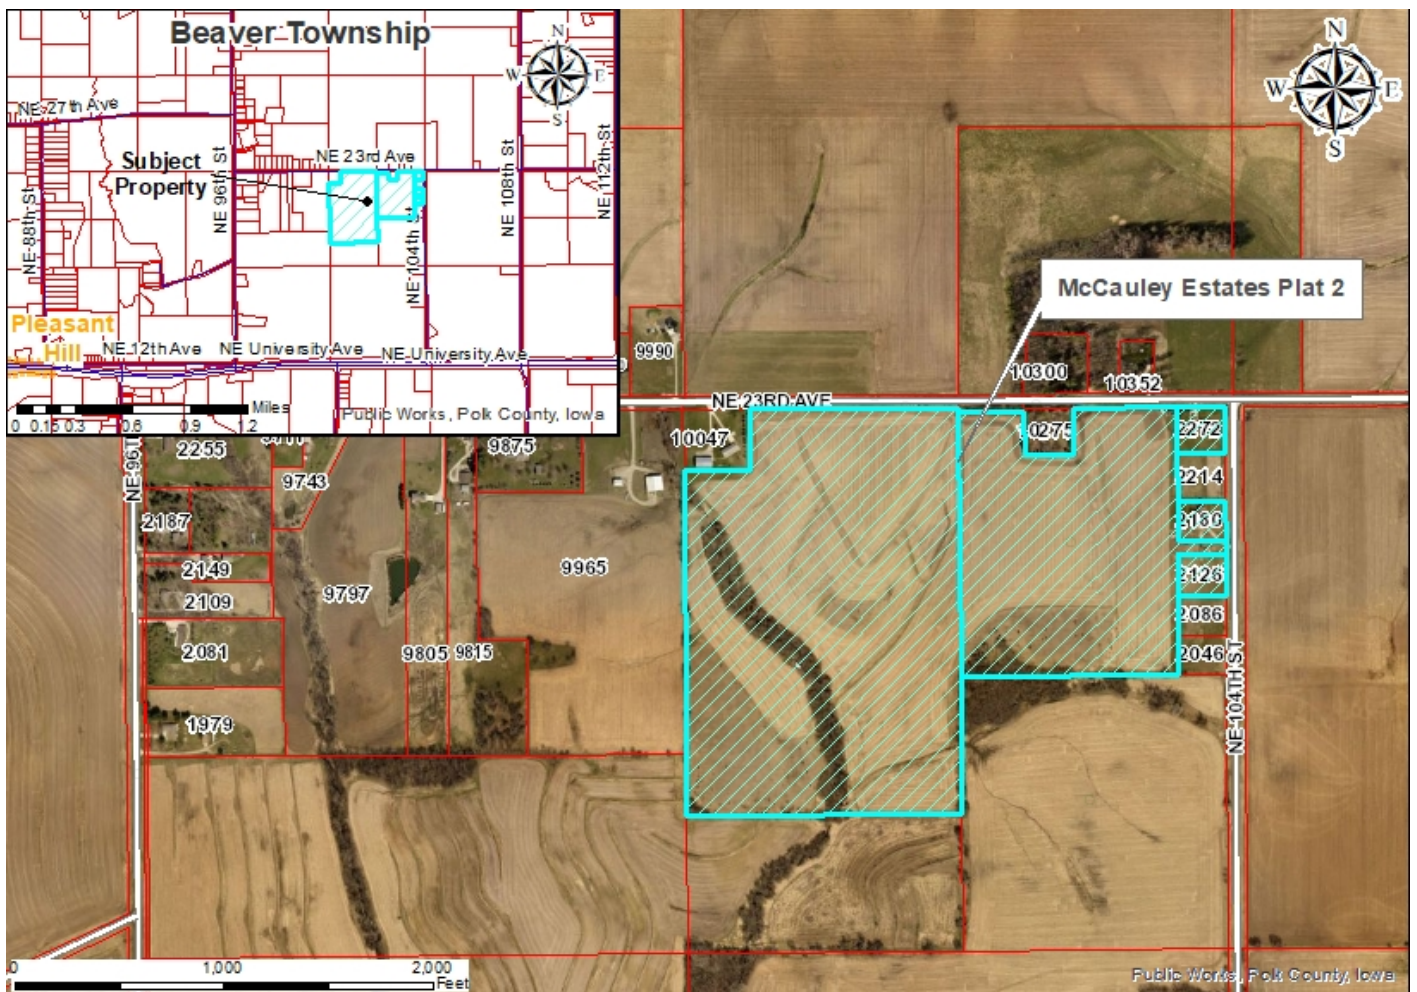 Beaver Township
N
W E
S
NE 27th Ave
Subject
Property
NE 23rd Ave
NE 88th St
NE 96th St
NE 104th St
NE 108th St
NE 112th St
Pleasant
Hill
NE 12th Ave
NE University Ave
NE University Ave
Miles
0 0.15 0.3 0.6 0.9 1.2
Public Works, Polk County, Iowa
N
W E
S
McCauley Estates Plat 2
9990
10300
10352
NE 23RD AVE
10047
10275
2272
2255
9743
9875
2214
2187
2180
2149
9965
2126
2109
9797
2086
2081
9805
9815
2046
1979
NE 96T
NE 104TH ST
0 1,000 2,000
Feet
Public Works, Polk County, Iowa